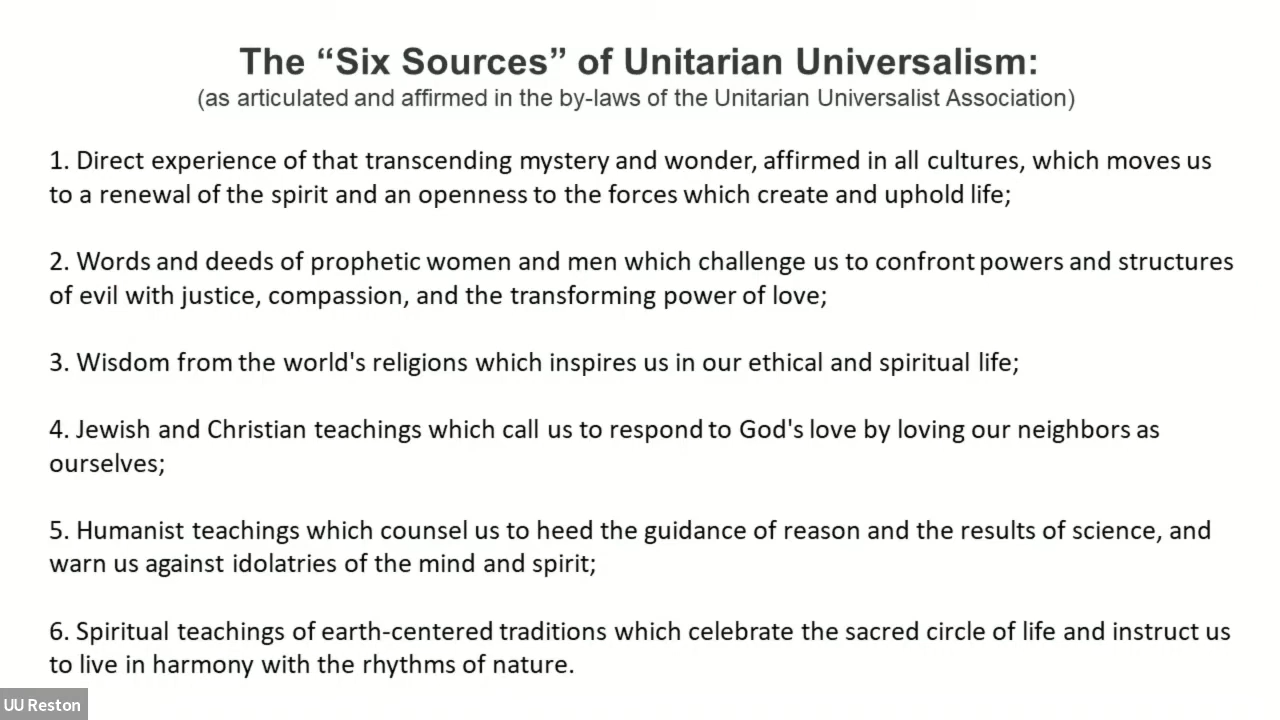 The “Six Sources” of Unitarian Universalism:
(as articulated and affirmed in the by-laws of the Unitarian Universalist Association)
1. Direct experience of that transcending mystery and wonder, affirmed in all cultures, which moves us
to a renewal of the spirit and an openness to the forces which create and uphold life;
2. Words and deeds of prophetic women and men which challenge us to confront powers and structures
of evil with justice, compassion, and the transforming power of love;
3. Wisdom from the world's religions which inspires us in our ethical and spiritual life;
4. Jewish and Christian teachings which call us to respond to God's love by loving our neighbors as
ourselves;
5. Humanist teachings which counsel us to heed the guidance of reason and the results of science, and
warn us against idolatries of the mind and spirit;
6. Spiritual teachings of earth-centered traditions which celebrate the sacred circle of life and instruct us
to live in harmony with the rhythms of nature.
UU Reston